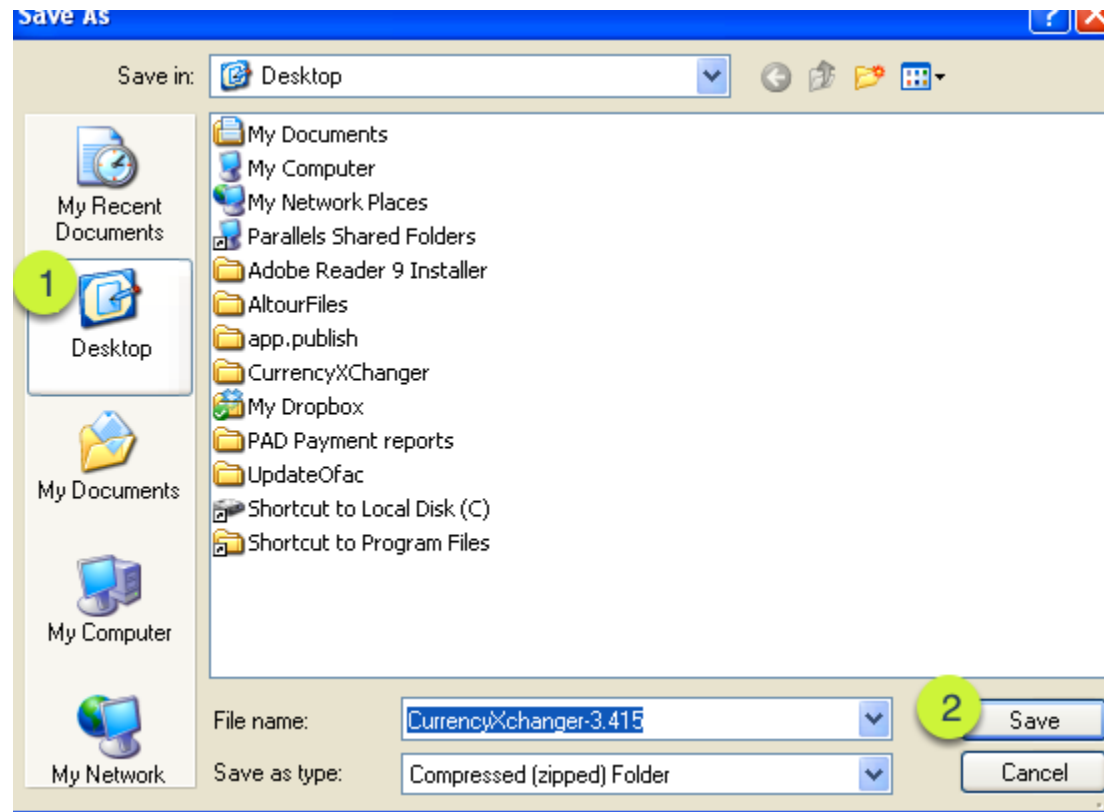 Save As
Save in:
Desktop
My Recent
Documents
1
Desktop
My Documents
My Computer
My Network
My Documents
My Computer
My Network Places
Parallels Shared Folders
Adobe Reader 9 Installer
AltourFiles
app.publish
CurrencyXChanger
My Dropbox
PAD Payment reports
UpdateOfac
Shortcut to Local Disk (C)
Shortcut to Program Files
File name:
CurrencyXchanger-3.415
2
Save
Save as type:
Compressed (zipped) Folder
Cancel